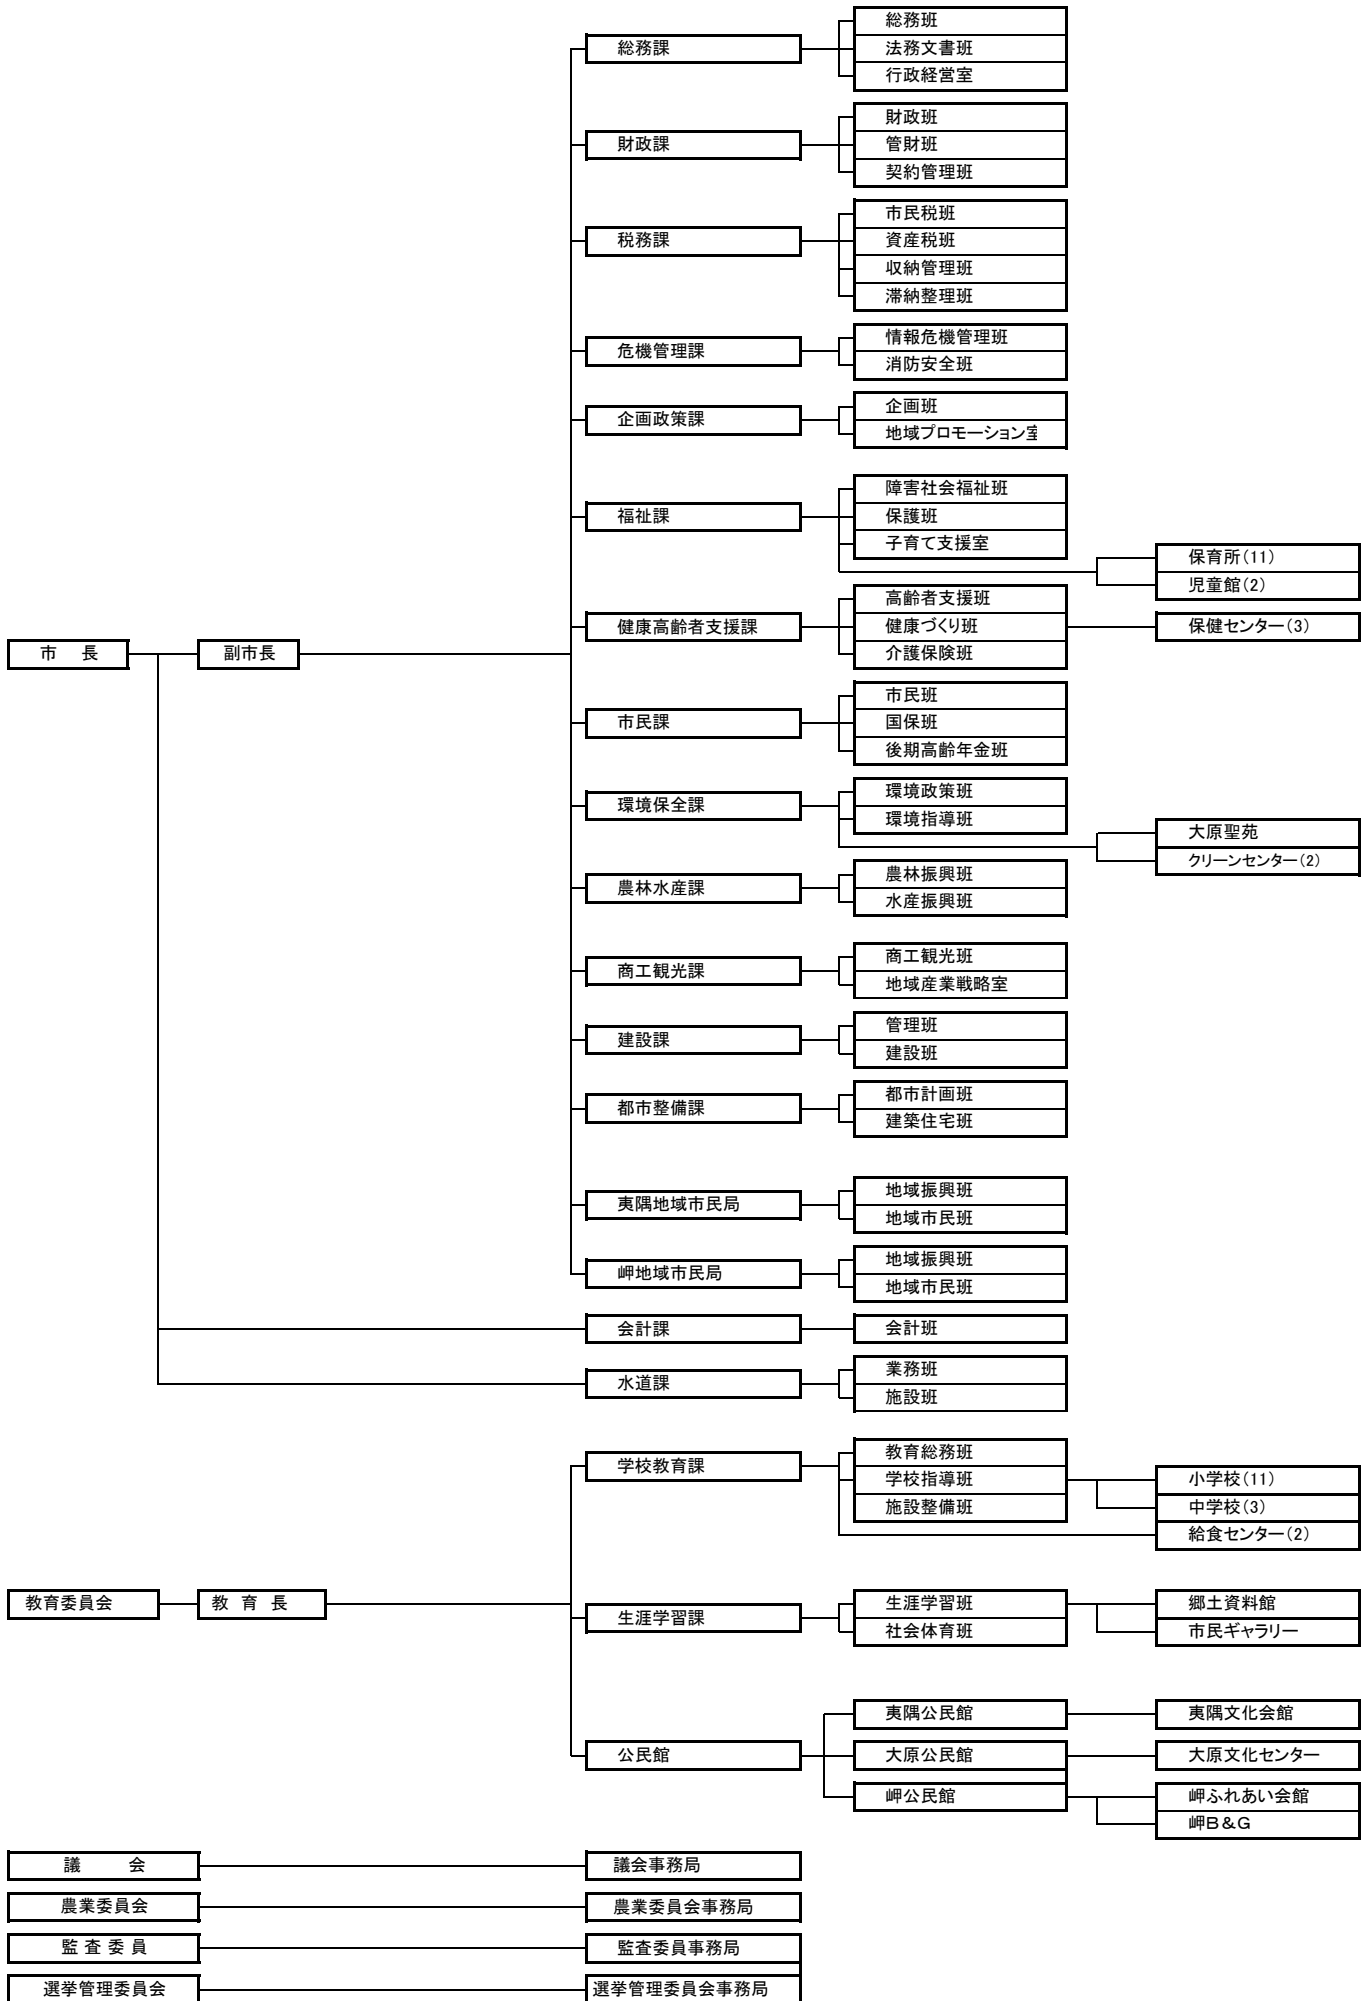 総務班
総務課
法務文書班
行政経営室
財政班
財政課
管財班
契約管理班
市民税班
税務課
資産税班
収納管理班
滞納整理班
情報危機管理班
危機管理課
消防安全班
企画班
企画政策課
地域プロモーション室
障害社会福祉班
福祉課
保護班
子育て支援室
保育所(11)
児童館(2)
高齢者支援班
健康高齢者支援課
健康づくり班
保健センター(3)
市 長
副市長
介護保険班
市民班
市民課
国保班
後期高齢年金班
環境政策班
環境保全課
環境指導班
大原聖苑
クリーンセンター(2)
農林振興班
農林水産課
水産振興班
商工観光班
商工観光課
地域産業戦略室
管理班
建設課
建設班
都市計画班
都市整備課
建築住宅班
地域振興班
夷隅地域市民局
地域市民班
地域振興班
岬地域市民局
地域市民班
会計課
会計班
業務班
水道課
施設班
教育総務班
学校教育課
学校指導班
小学校(11)
施設整備班
中学校(3)
給食センター(2)
教育委員会
教 育 長
生涯学習班
郷土資料館
生涯学習課
社会体育班
市民ギャラリー
夷隅公民館
夷隅文化会館
公民館
大原公民館
大原文化センター
岬公民館
岬ふれあい会館
岬B&G
議 会
議会事務局
農業委員会
農業委員会事務局
監 査 委 員
監査委員事務局
選挙管理委員会
選挙管理委員会事務局